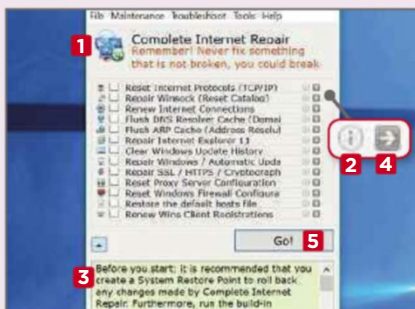 File Maintenance Troubleshoot Tools Help
1
Complete Internet Repair
Remember! Never fix something
that is not broken, you could break
Reset Internet Protocols (TCP/IP)
Repair Winsock (Reset Catalog)
Renew Internet Connections
Flush DNS Resolver Cache (Domai
Flush ARP Cache (Address Resolut
Repair Internet Explorer 11
Clear Windows Update History
Repair Windows / Automatic Upda
Repair SSL / HTTPS / Cryptograph
Reset Proxy Server Configuration
Reset Windows Firewall Configura
Restore the default hosts file
Renew Wins Client Registrations
2 4
Go! 5
3
Before you start: it is recommended that you
create a System Restore Point to roll back
any changes made by Complete Internet
Repair. Furthermore, run the build-in